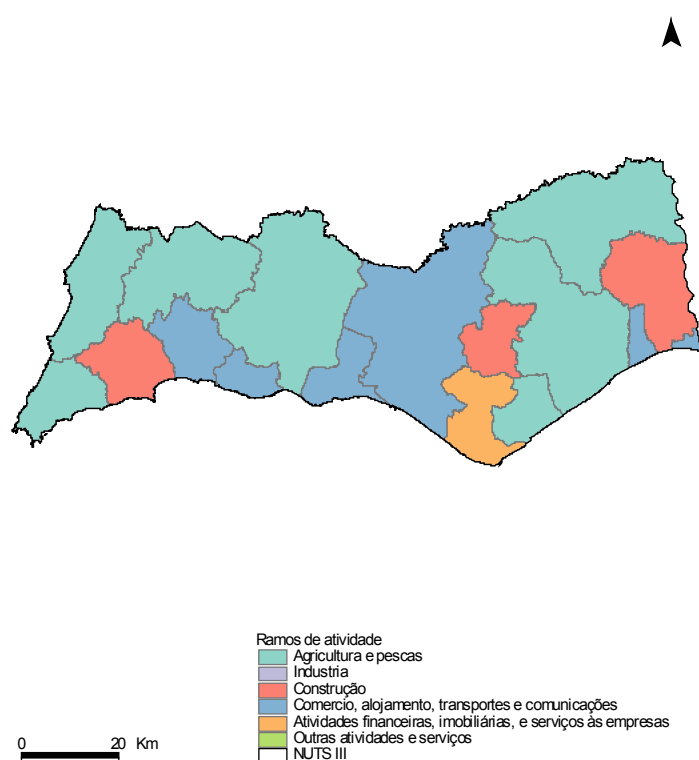 Ramos de atividade
Agricultura e pescas
Industria
Construção
Comercio, alojamento, transportes e comunicações
Atividades financeiras, imobiliárias, e serviços às empresas
Outras atividades e serviços
NUTS III
0 20 Km